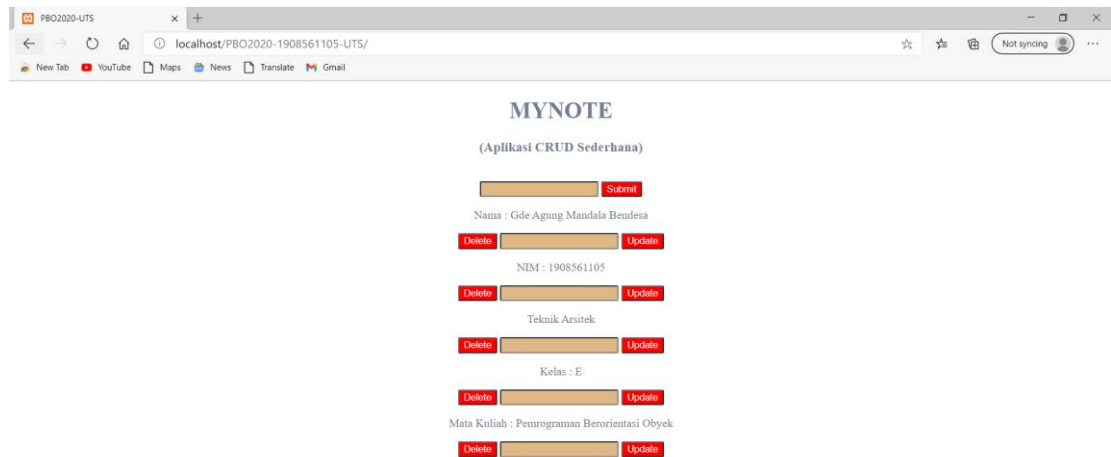 PBO2020-UTS
localhost/PBO2020-1908561105-UTS/
Not syncing
New Tab YouTube Maps News Translate Gmail
MYNOTE
(Aplikasi CRUD Sederhana)
Submit
Nama : Gde Agung Mandala Bendesa
Delete Update
NIM : 1908561105
Delete Update
Teknik Arsitek
Delete Update
Kelas : E
Delete Update
Mata Kuliah : Pemrograman Berorientasi Obyek
Delete Update